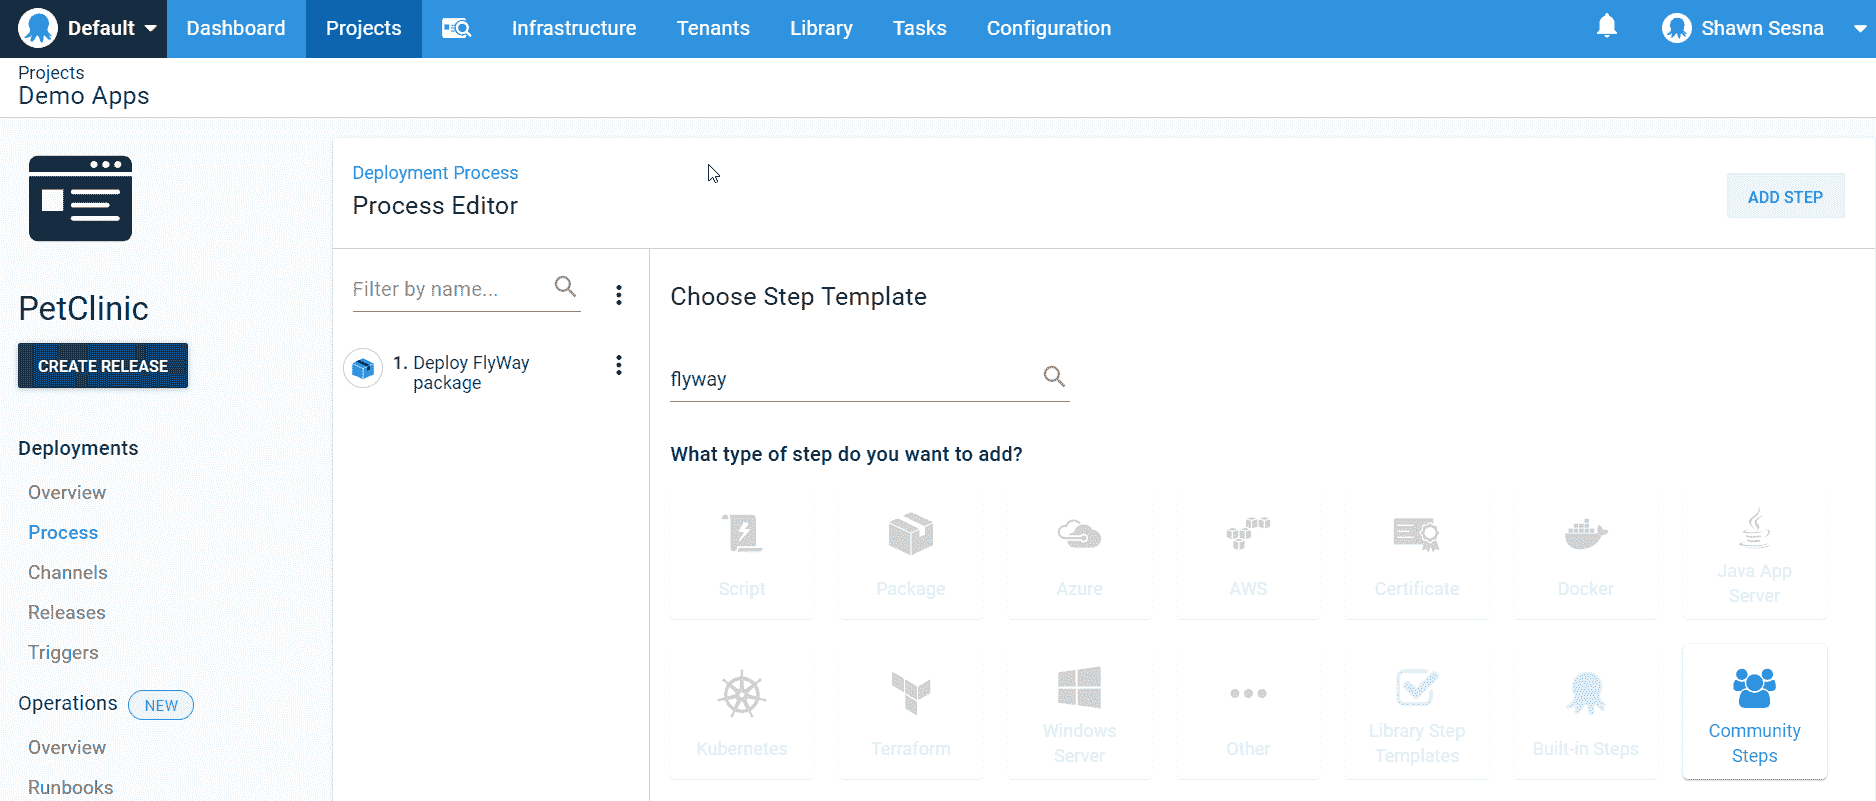 Default
Dashboard
Projects
Infrastructure
Tenants
Library
Tasks
Configuration
Shawn Sesna
Projects
Demo Apps
PetClinic
CREATE RELEASE
Deployments
Overview
Process
Channels
Releases
Triggers
Operations
NEW
Overview
Runbooks
Deployment Process
Process Editor
ADD STEP
Filter by name...
1. Deploy FlyWay
package
Choose Step Template
flyway
What type of step do you want to add?
Script
Package
Azure
AWS
Certificate
Docker
Java App
Server
Kubernetes
Terraform
Windows
Server
Other
Library Step
Templates
Built-in Steps
Community
Steps